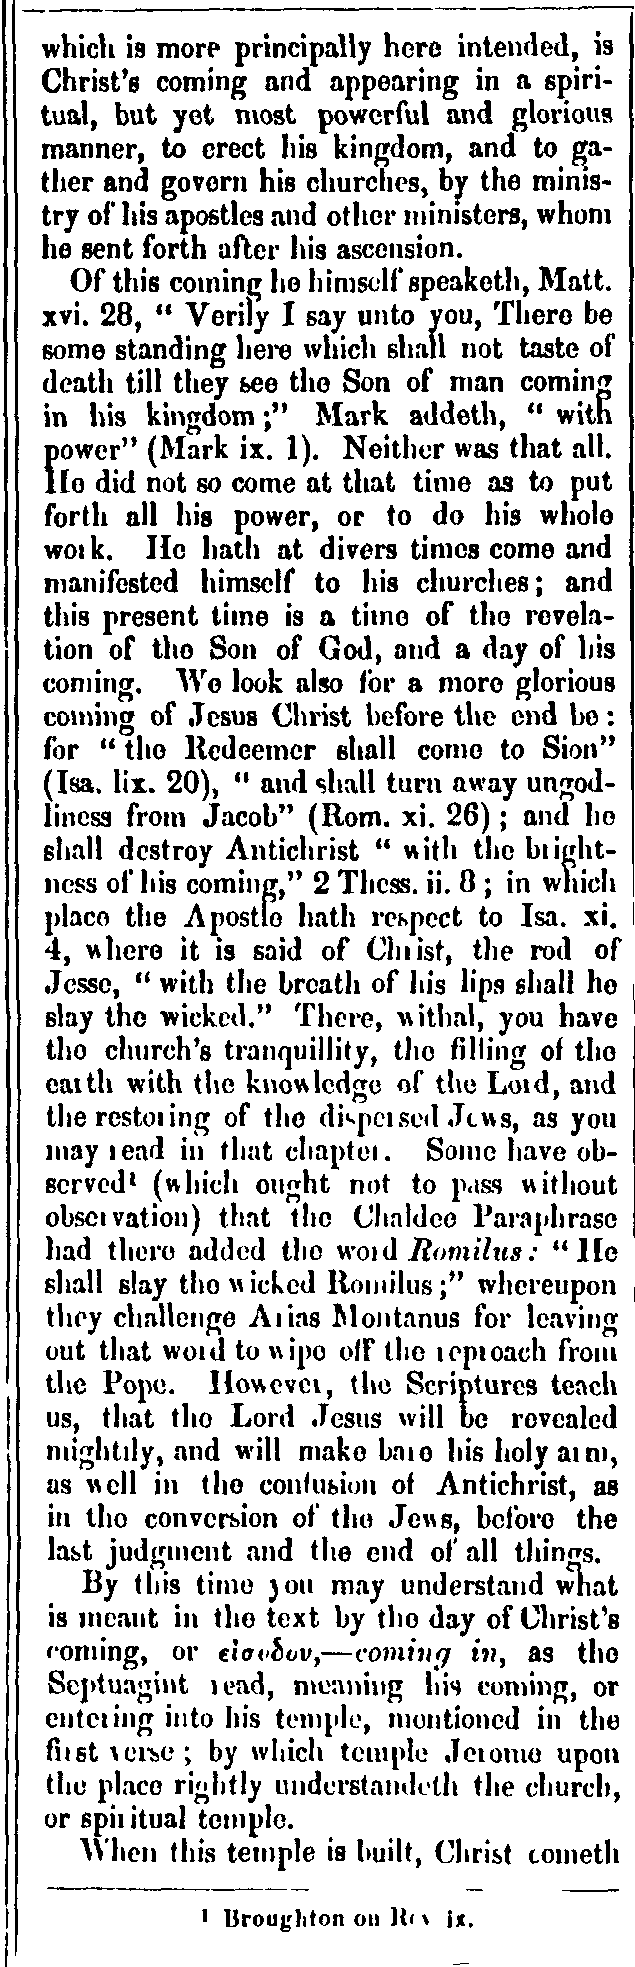 which is more principally here intended, is
Christ's coming and appearing in a spiri-
tual, but yet most powerful and glorious
manner, to erect his kingdom, and to ga-
ther and govern his churches, by the minis-
try of his apostles and other ministers, whom
he sent forth after his ascension.
Of this coming he himself speaketh, Matt.
xvi. 28, “ Verily I say unto you, There be
some standing here which shall not taste of
death till they see the Son of man coming
in his kingdom ;” Mark addeth, “ with
power” (Mark ix. 1). Neither was that all.
He did not so come at that time as to put
forth all his power, or to do his whole
work. He hath at divers times come and
manifested himself to his churches; and
this present time is a time of the revela-
tion of the Son of God, and a day of his
coming. We look also for a more glorious
coming of Jesus Christ before the end be :
for “ the Redeemer shall come to Sion”
(Isa. lix. 20), “ and shall turn away ungod-
liness from Jacob” (Rom. xi. 26) ; and he
shall destroy Antichrist “ with the bright-
ness of his coming,” 2 Thess. ii. 8 ; in which
place the Apostle hath respect to Isa. xi.
4, where it is said of Christ, the rod of
Jesse, “ with the breath of his lips shall he
slay the wicked.” There, withal, you have
the church's tranquillity, the filling of the
earth with the knowledge of the Lord, and
the restoring of the dispersed Jews, as you
may read in that chapter. Some have ob-
served¹ (which ought not to pass without
observation) that the Chaldee Paraphrase
had there added the word Romilus : “ He
shall slay the wicked Romilus ;” whereupon
they challenge Arias Montanus for leaving
out that word to wipe off the reproach from
the Pope. However, the Scriptures teach
us, that the Lord Jesus will be revealed
mightily, and will make bare his holy arm,
as well in the confusion of Antichrist, as
in the conversion of the Jews, before the
last judgment and the end of all things.
By this time you may understand what
is meant in the text by the day of Christ's
coming, or εἰσοδον,—coming in, as the
Septuagint read, meaning his coming, or
entering into his temple, mentioned in the
first verse ; by which temple Jerome upon
the place rightly understandeth the church,
or spiritual temple.
When this temple is built, Christ cometh
¹ Broughton on Rev ix.